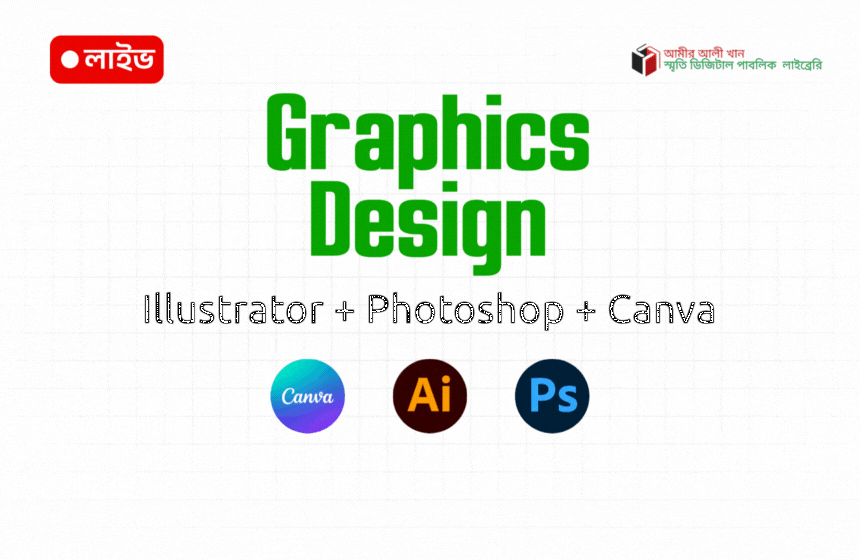 লাইভ
আমীর আলী খান
স্মৃতি ডিজিটাল পাবলিক লাইব্রেরি
Graphics
Design
Illustrator + Photoshop + Canva
Canva
Ai
Ps